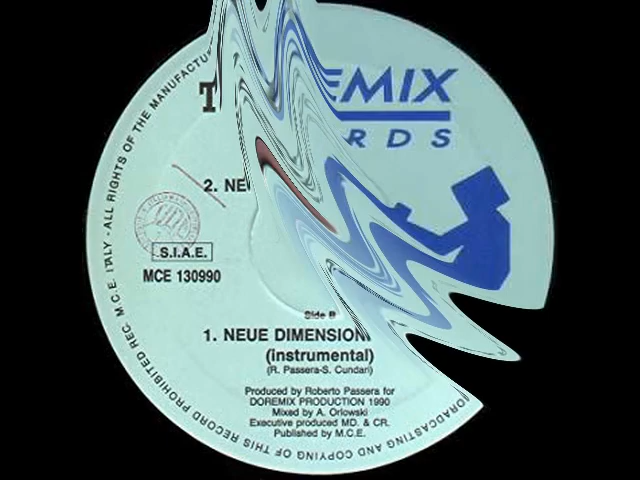 EMIX
RDS
2. NE
S.I.A.E.
MCE 130990
Side B
1. NEUE DIMENSION
(instrumental)
(R. Passera-S. Cundari)
Produced by Roberto Passera for
DOREMIX PRODUCTION 1990
Mixed by A. Orlowski
Executive produced MD. & CR.
Published by M.C.E.
BROADCASTING AND COPYING OF THIS RECORD PROHIBITED REC. M.C.E. ITALY - ALL RIGHTS OF THE MANUFACTU